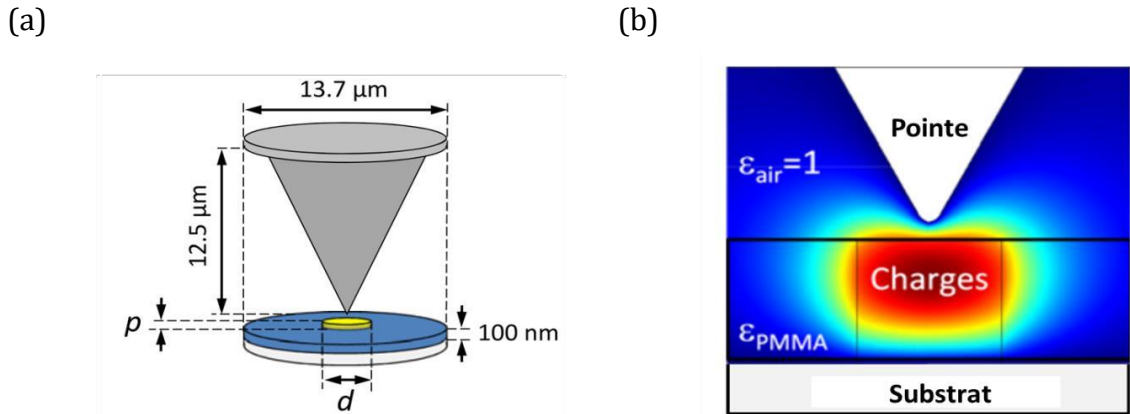 (a)
13.7 µm
12.5 µm
p
100 nm
d
(b)
Pointe
εair=1
Charges
εPMMA
Substrat